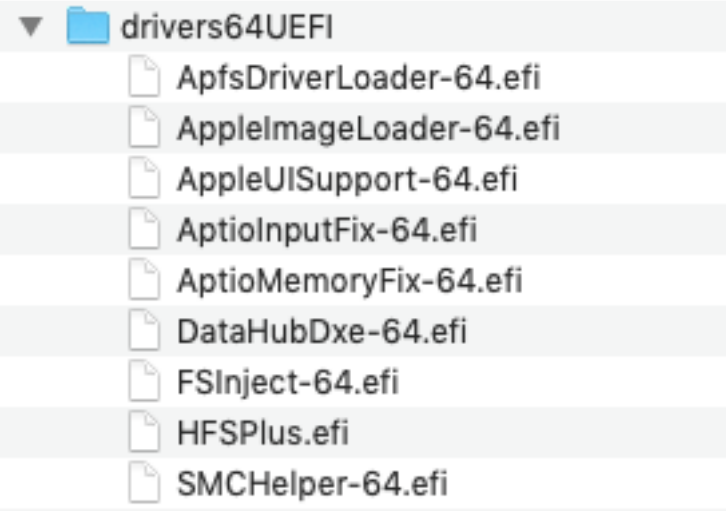 drivers64UEFI
ApfsDriverLoader-64.efi
AppleImageLoader-64.efi
AppleUISupport-64.efi
AptioInputFix-64.efi
AptioMemoryFix-64.efi
DataHubDxe-64.efi
FSInject-64.efi
HFSPlus.efi
SMCHelper-64.efi